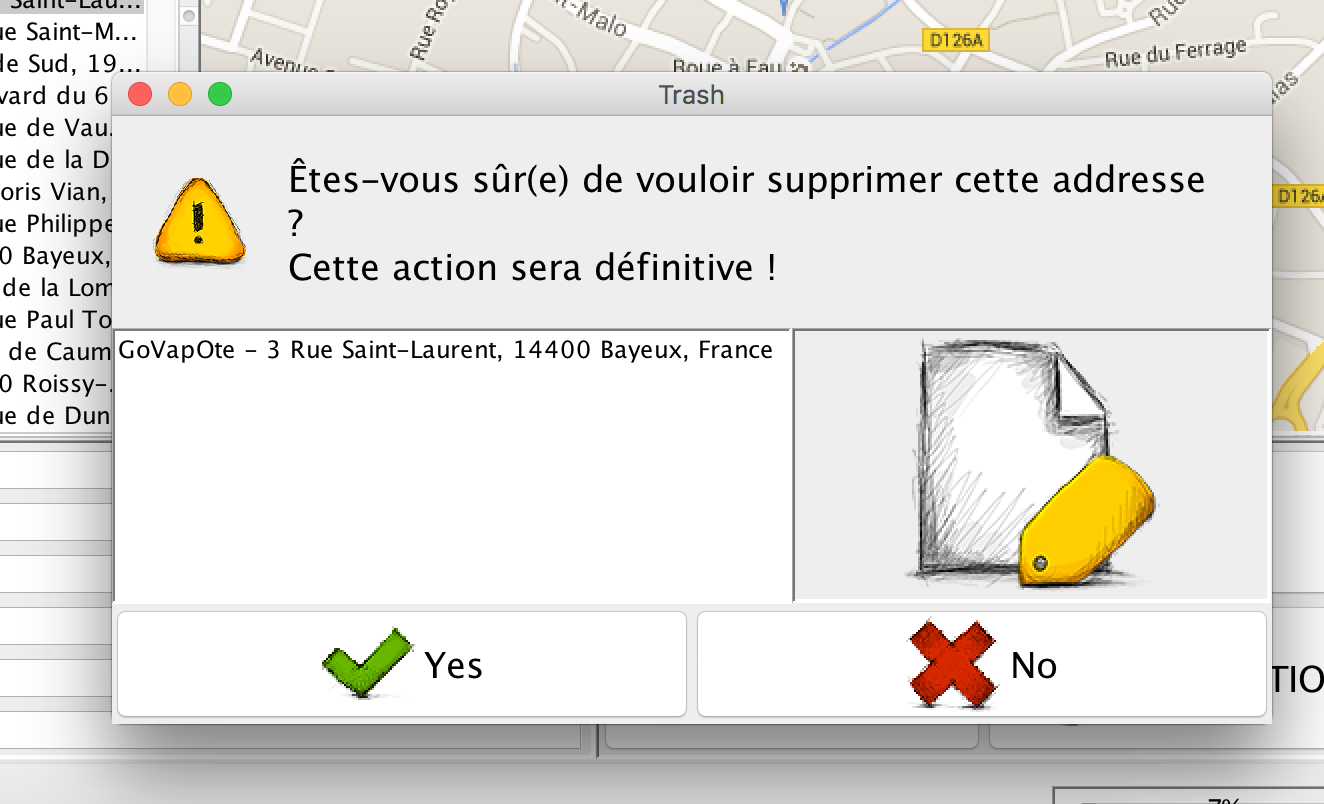 Saint-Lau...
ue Saint-M...
de Sud, 19...
vard du 6
ue de Vau.
ue de la D
oris Vian,
ue Philippe
0 Bayeux,
de la Lom
ue Paul To
de Caum
0 Roissy-.
ue de Dun
Avenue
Rue Ro
-Malo
D126A
Roue à Eau
Rue du Ferrage
Rue
D126A
Trash
Êtes-vous sûr(e) de vouloir supprimer cette addresse
?
Cette action sera définitive !
GoVapOte - 3 Rue Saint-Laurent, 14400 Bayeux, France
Yes
No
TIO
7%